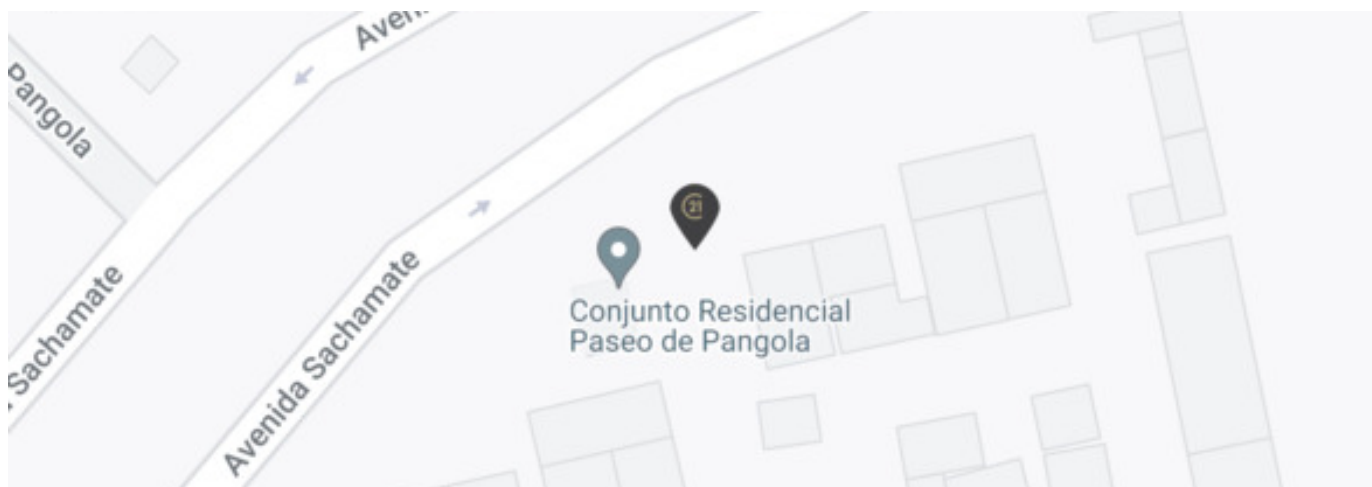 Aveni
Pangola
21
Conjunto Residencial
Paseo de Pangola
Sachamate
Avenida Sachamate